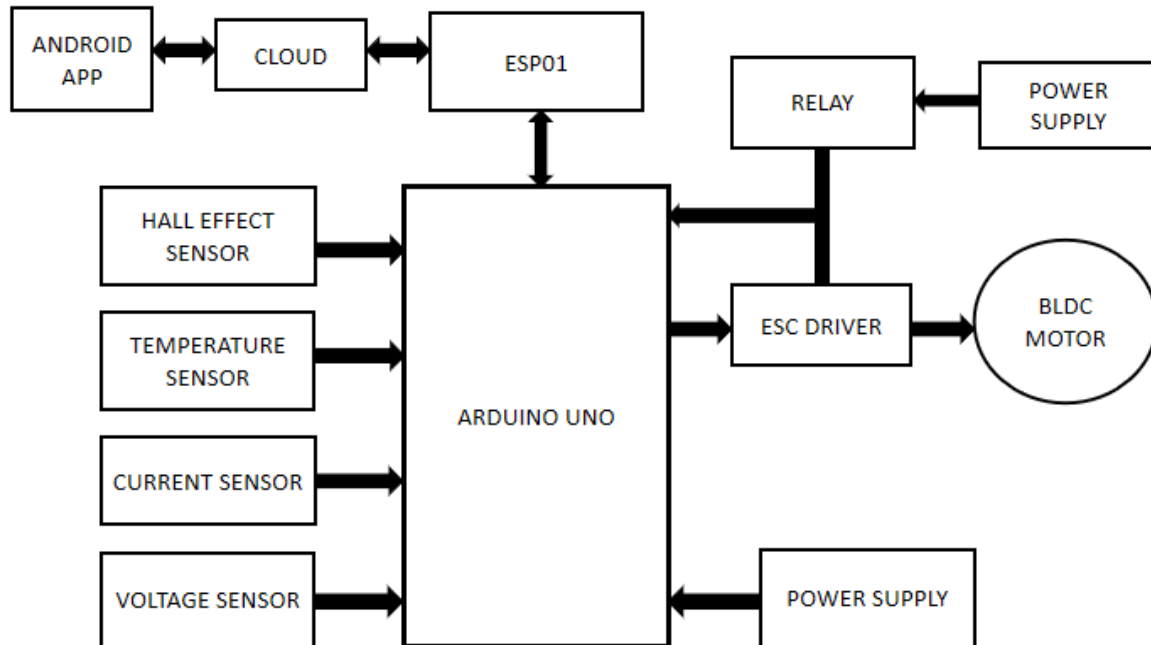 ANDROID
APP
CLOUD
ESP01
RELAY
POWER
SUPPLY
HALL EFFECT
SENSOR
TEMPERATURE
SENSOR
CURRENT SENSOR
VOLTAGE SENSOR
ARDUINO UNO
ESC DRIVER
BLDC
MOTOR
POWER SUPPLY